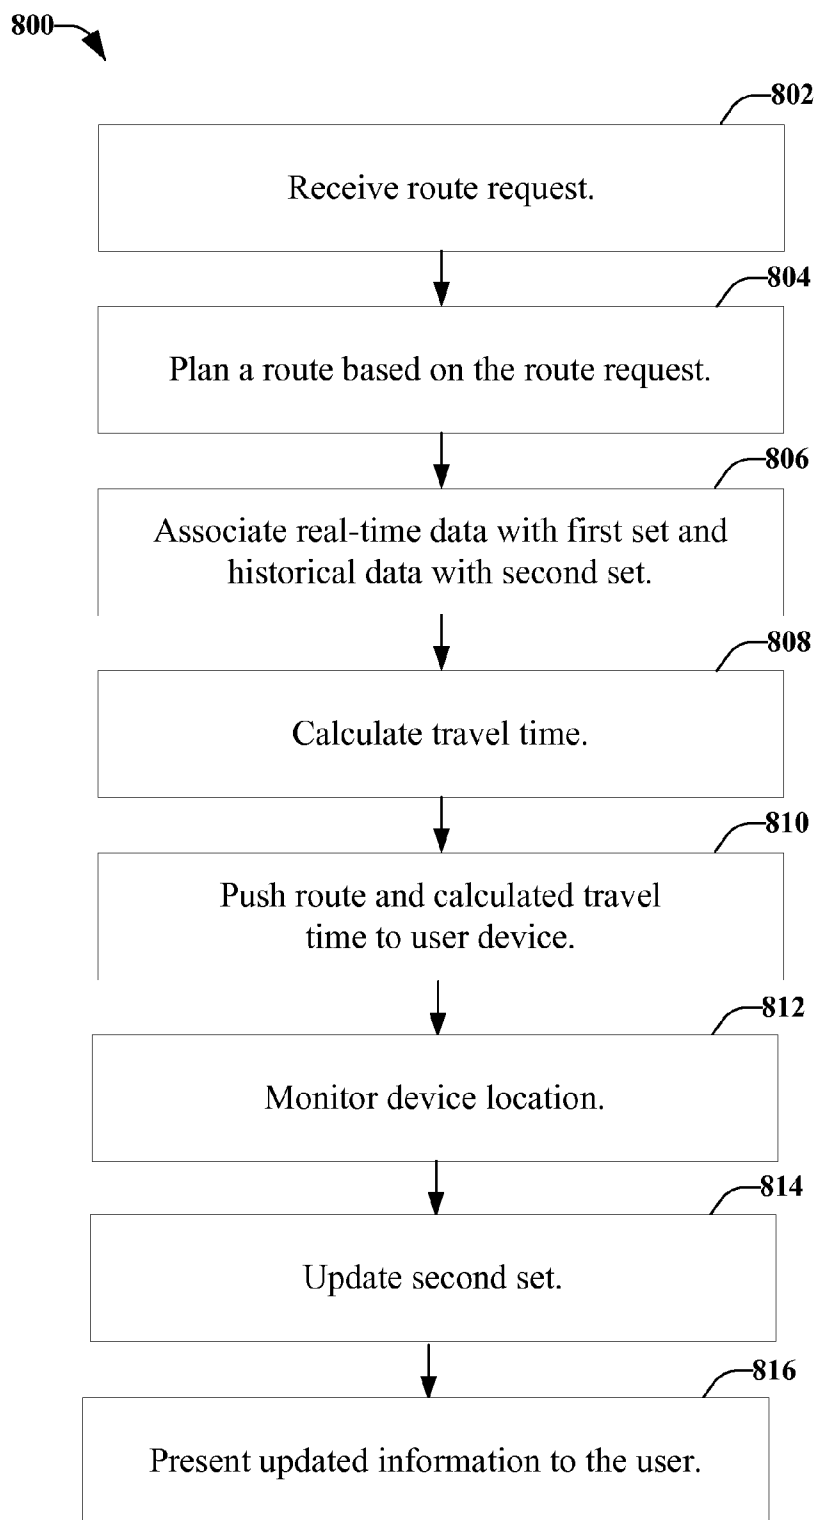 800
802
Receive route request.
804
Plan a route based on the route request.
806
Associate real-time data with first set and
historical data with second set.
808
Calculate travel time.
810
Push route and calculated travel
time to user device.
812
Monitor device location.
814
Update second set.
816
Present updated information to the user.